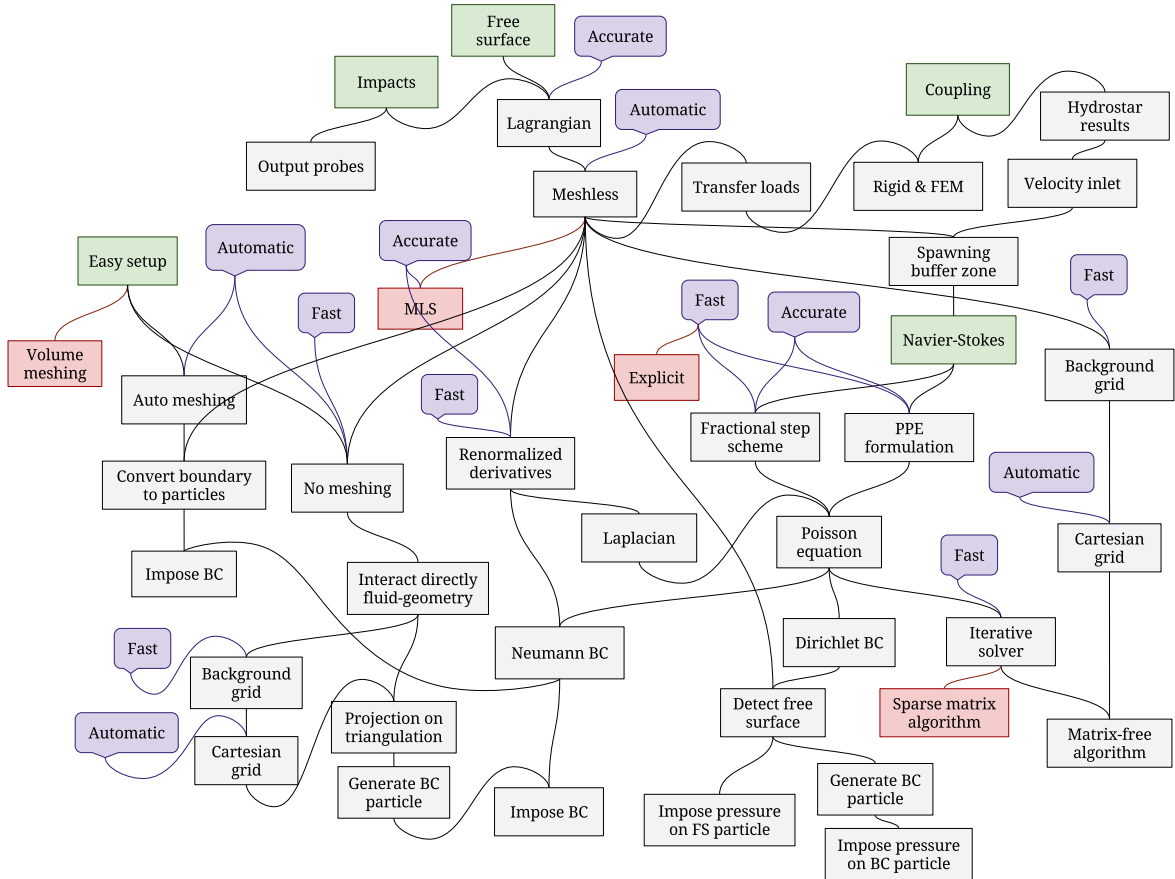 Free
surface
Accurate
Impacts
Coupling
Hydrostar
results
Lagrangian
Automatic
Output probes
Meshless
Transfer loads
Rigid & FEM
Velocity inlet
Easy setup
Automatic
Accurate
Spawning
buffer zone
Fast
MLS
Fast
Fast
Accurate
Volume
meshing
Explicit
Navier-Stokes
Background
grid
Auto meshing
Fast
Fractional step
scheme
PPE
formulation
Convert boundary
to particles
No meshing
Renormalized
derivatives
Automatic
Laplacian
Poisson
equation
Fast
Cartesian
grid
Impose BC
Interact directly
fluid-geometry
Fast
Neumann BC
Dirichlet BC
Iterative
solver
Background
grid
Automatic
Projection on
triangulation
Detect free
surface
Sparse matrix
algorithm
Cartesian
grid
Matrix-free
algorithm
Generate BC
particle
Impose BC
Impose pressure
on FS particle
Generate BC
particle
Impose pressure
on BC particle